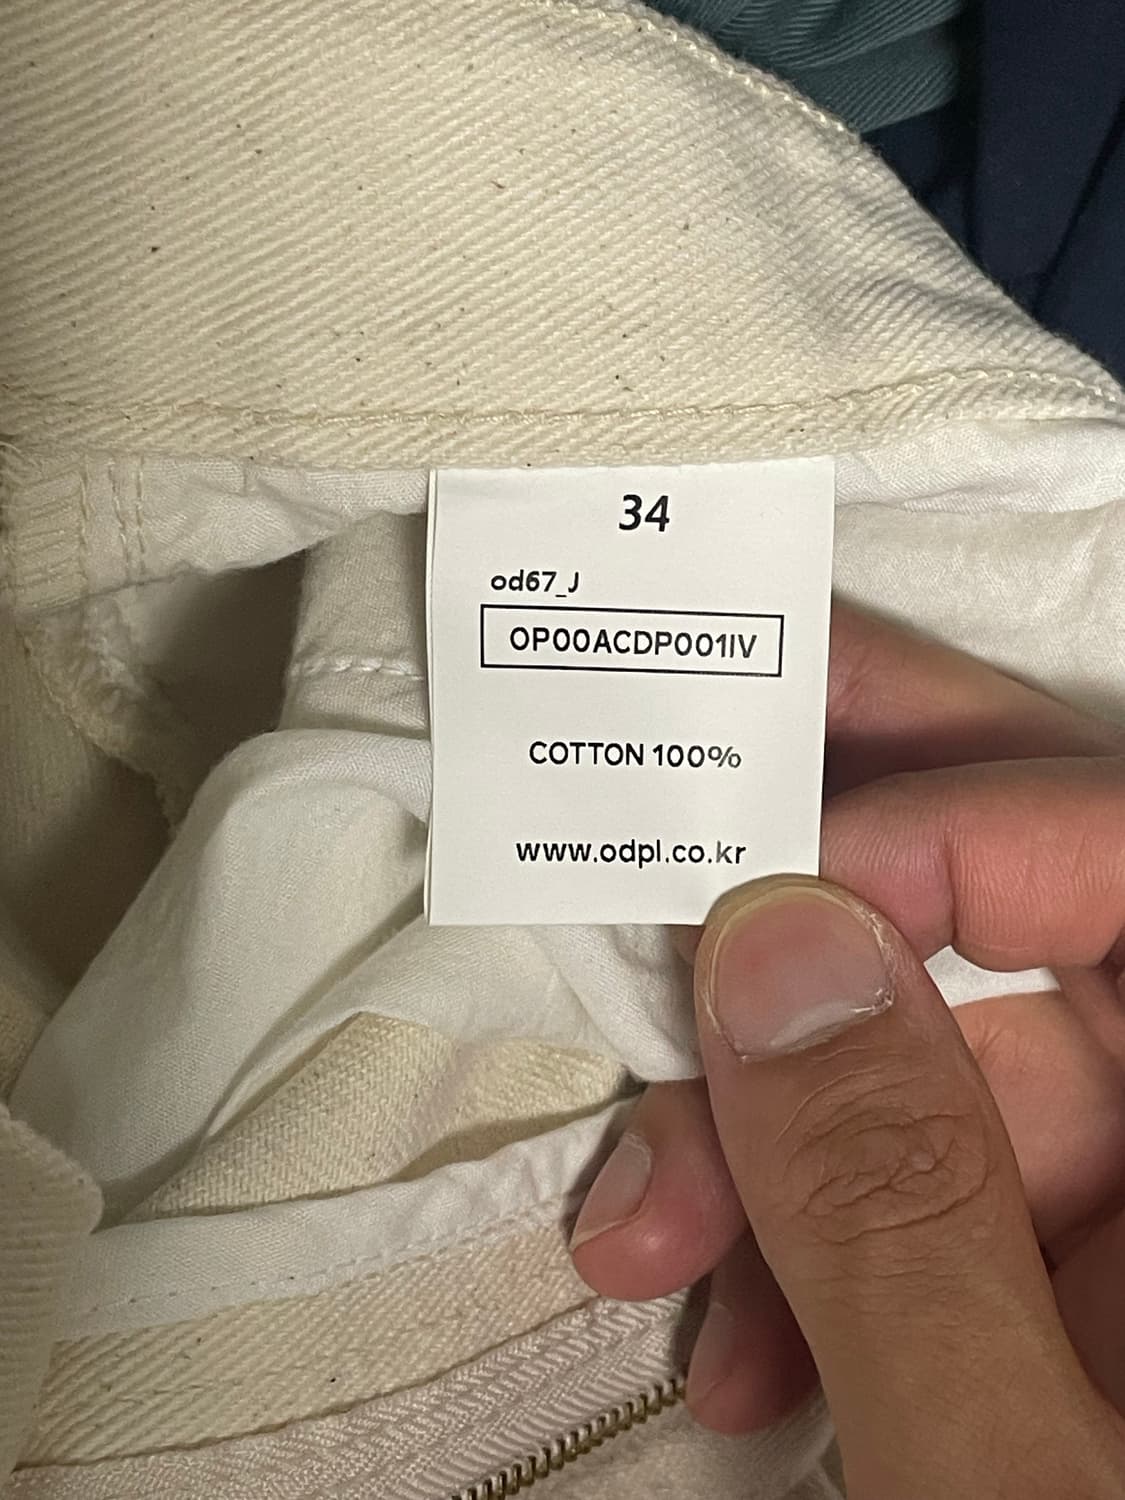 34
od67_J
OP00ACDP001IV
COTTON 100%
www.odpl.co.kr